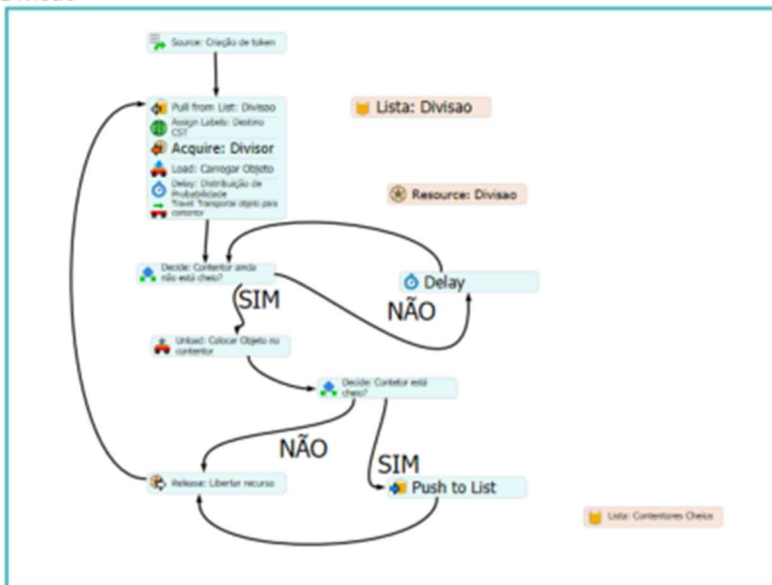 Divisão
Source: Criação de token
Pull from List: Divisao
Lista: Divisao
Assign Labels: Destino
CST
Acquire: Divisor
Load: Carregar Objeto
Delay: Distribuição de
Probabilidade
Travel: Transportar objeto para
contentor
Resource: Divisao
Decide: Contentor ainda
não está cheio?
Delay
SIM
NÃO
Unload: Colocar Objeto no
contentor
Decide: Contetor está
cheio?
NÃO
SIM
Release: Libertar recurso
Push to List
Lista: Contentores Cheios